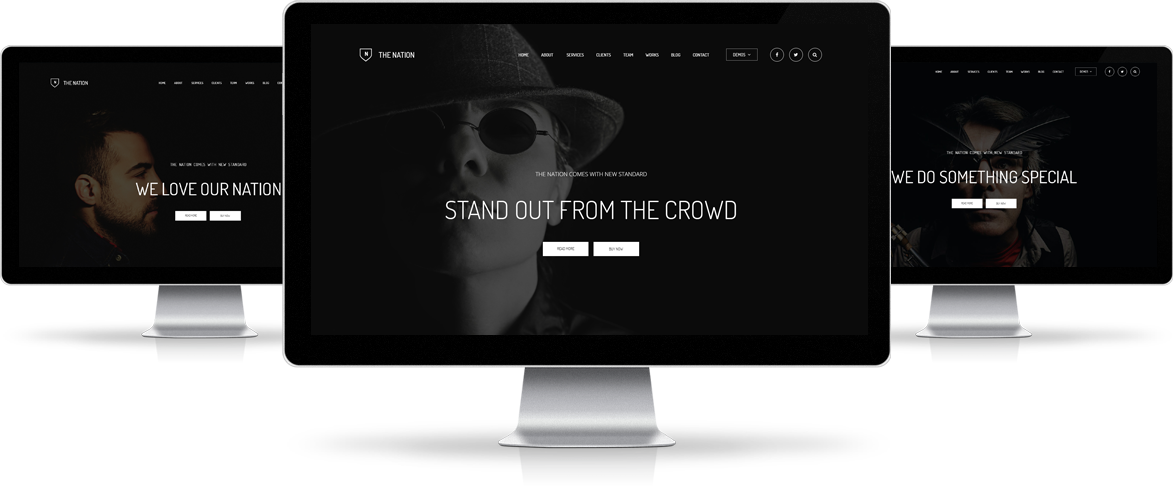 N THE NATION
HOME ABOUT SERVICES CLIENTS TEAM WORKS BLOG
THE NATION COMES WITH NEW STANDARD
WE LOVE OUR NATION
READ MORE BUY NOW
N THE NATION
HOME ABOUT SERVICES CLIENTS TEAM WORKS BLOG CONTACT DEMOS
THE NATION COMES WITH NEW STANDARD
STAND OUT FROM THE CROWD
READ MORE BUY NOW
HOME ABOUT SERVICES CLIENTS TEAM WORKS BLOG CONTACT DEMOS
THE NATION COMES WITH NEW STANDARD
WE DO SOMETHING SPECIAL
READ MORE BUY NOW